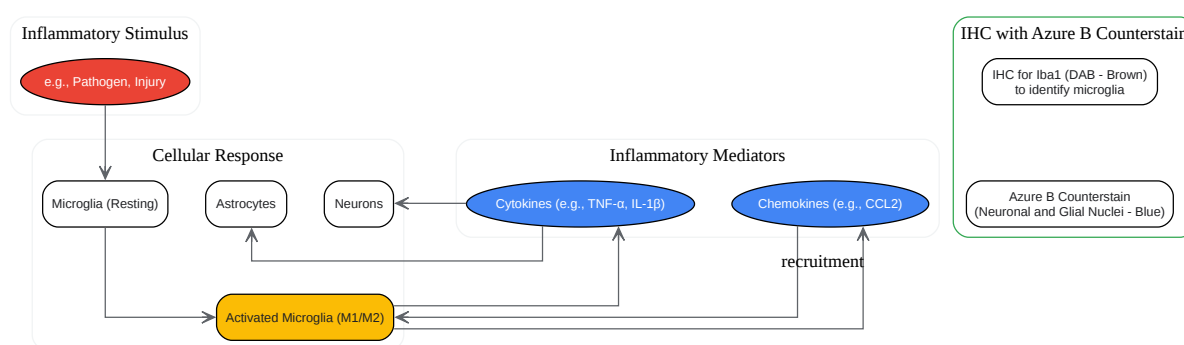 Inflammatory Stimulus
e.g., Pathogen, Injury
IHC with Azure B Counterstain
IHC for Iba1 (DAB - Brown)
to identify microglia
Cellular Response
Inflammatory Mediators
Microglia (Resting)
Astrocytes
Neurons
Cytokines (e.g., TNF-α, IL-1β)
Chemokines (e.g., CCL2)
Azure B Counterstain
(Neuronal and Glial Nuclei - Blue)
recruitment
Activated Microglia (M1/M2)